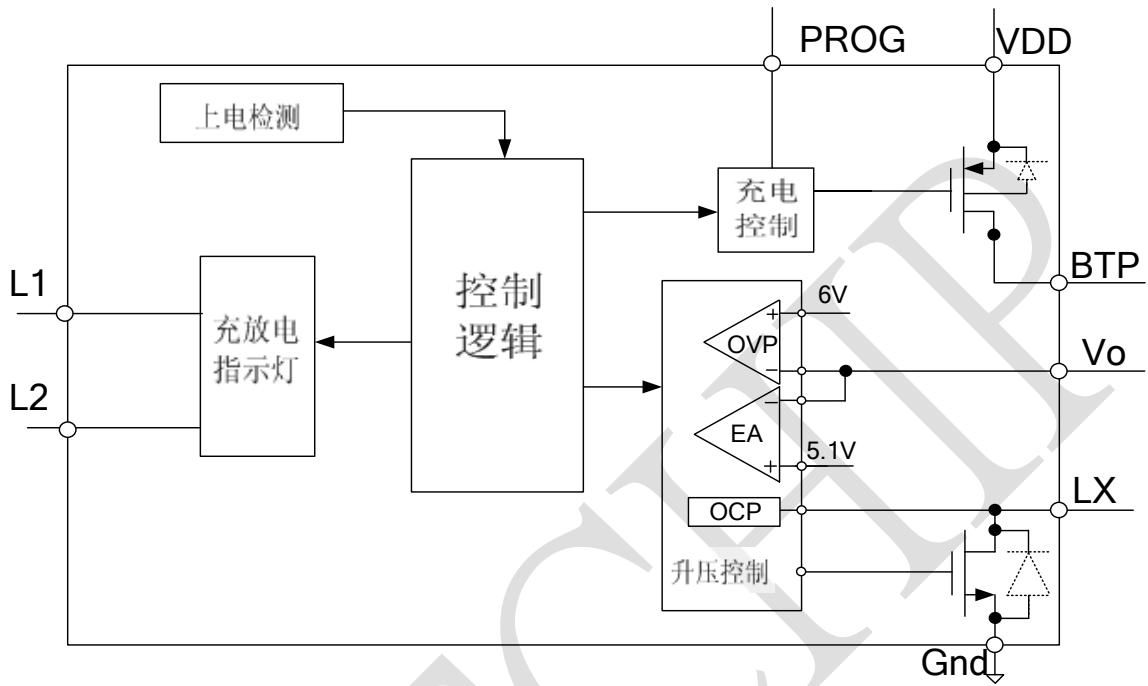 PROG
VDD
上电检测
充电
控制
BTP
L1
控制
逻辑
6V
充放电
指示灯
OVP
Vo
L2
EA
5.1V
OCP
LX
升压控制
Gnd